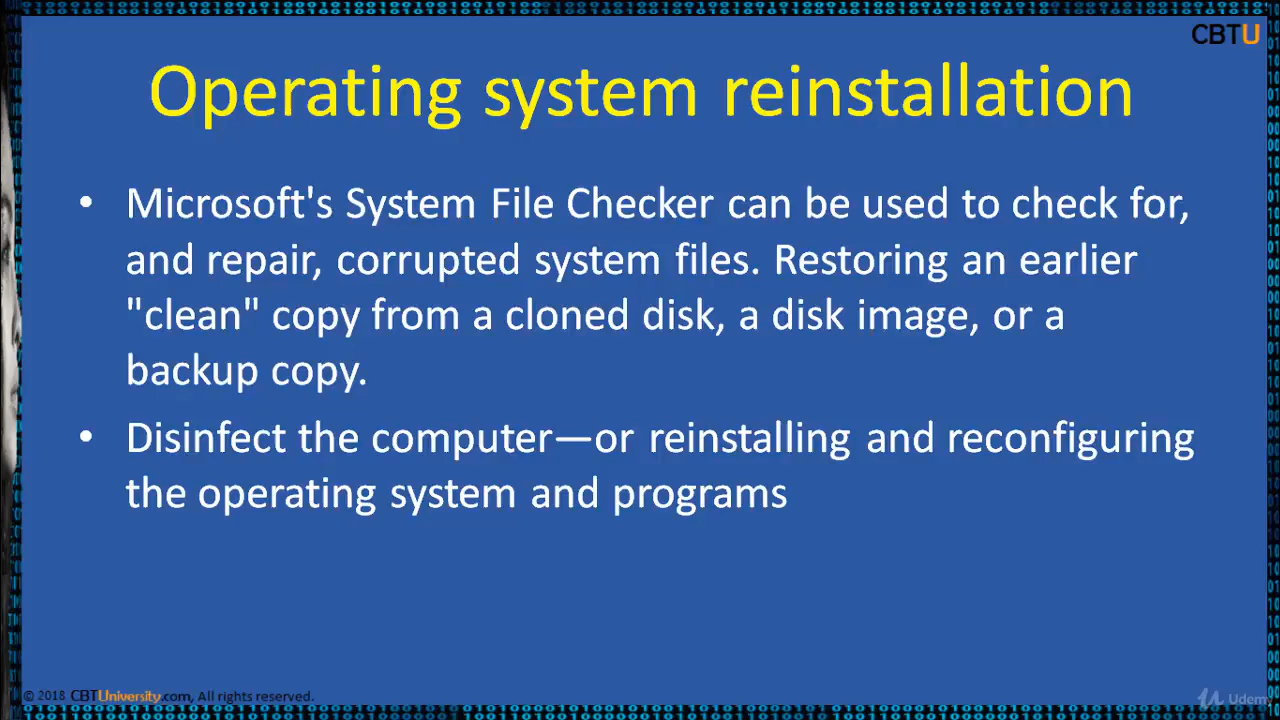 CBTU
Operating system reinstallation
• Microsoft's System File Checker can be used to check for,
and repair, corrupted system files. Restoring an earlier
"clean" copy from a cloned disk, a disk image, or a
backup copy.
• Disinfect the computer—or reinstalling and reconfiguring
the operating system and programs
© 2018 CBTUniversity.com, All rights reserved.
Udemy